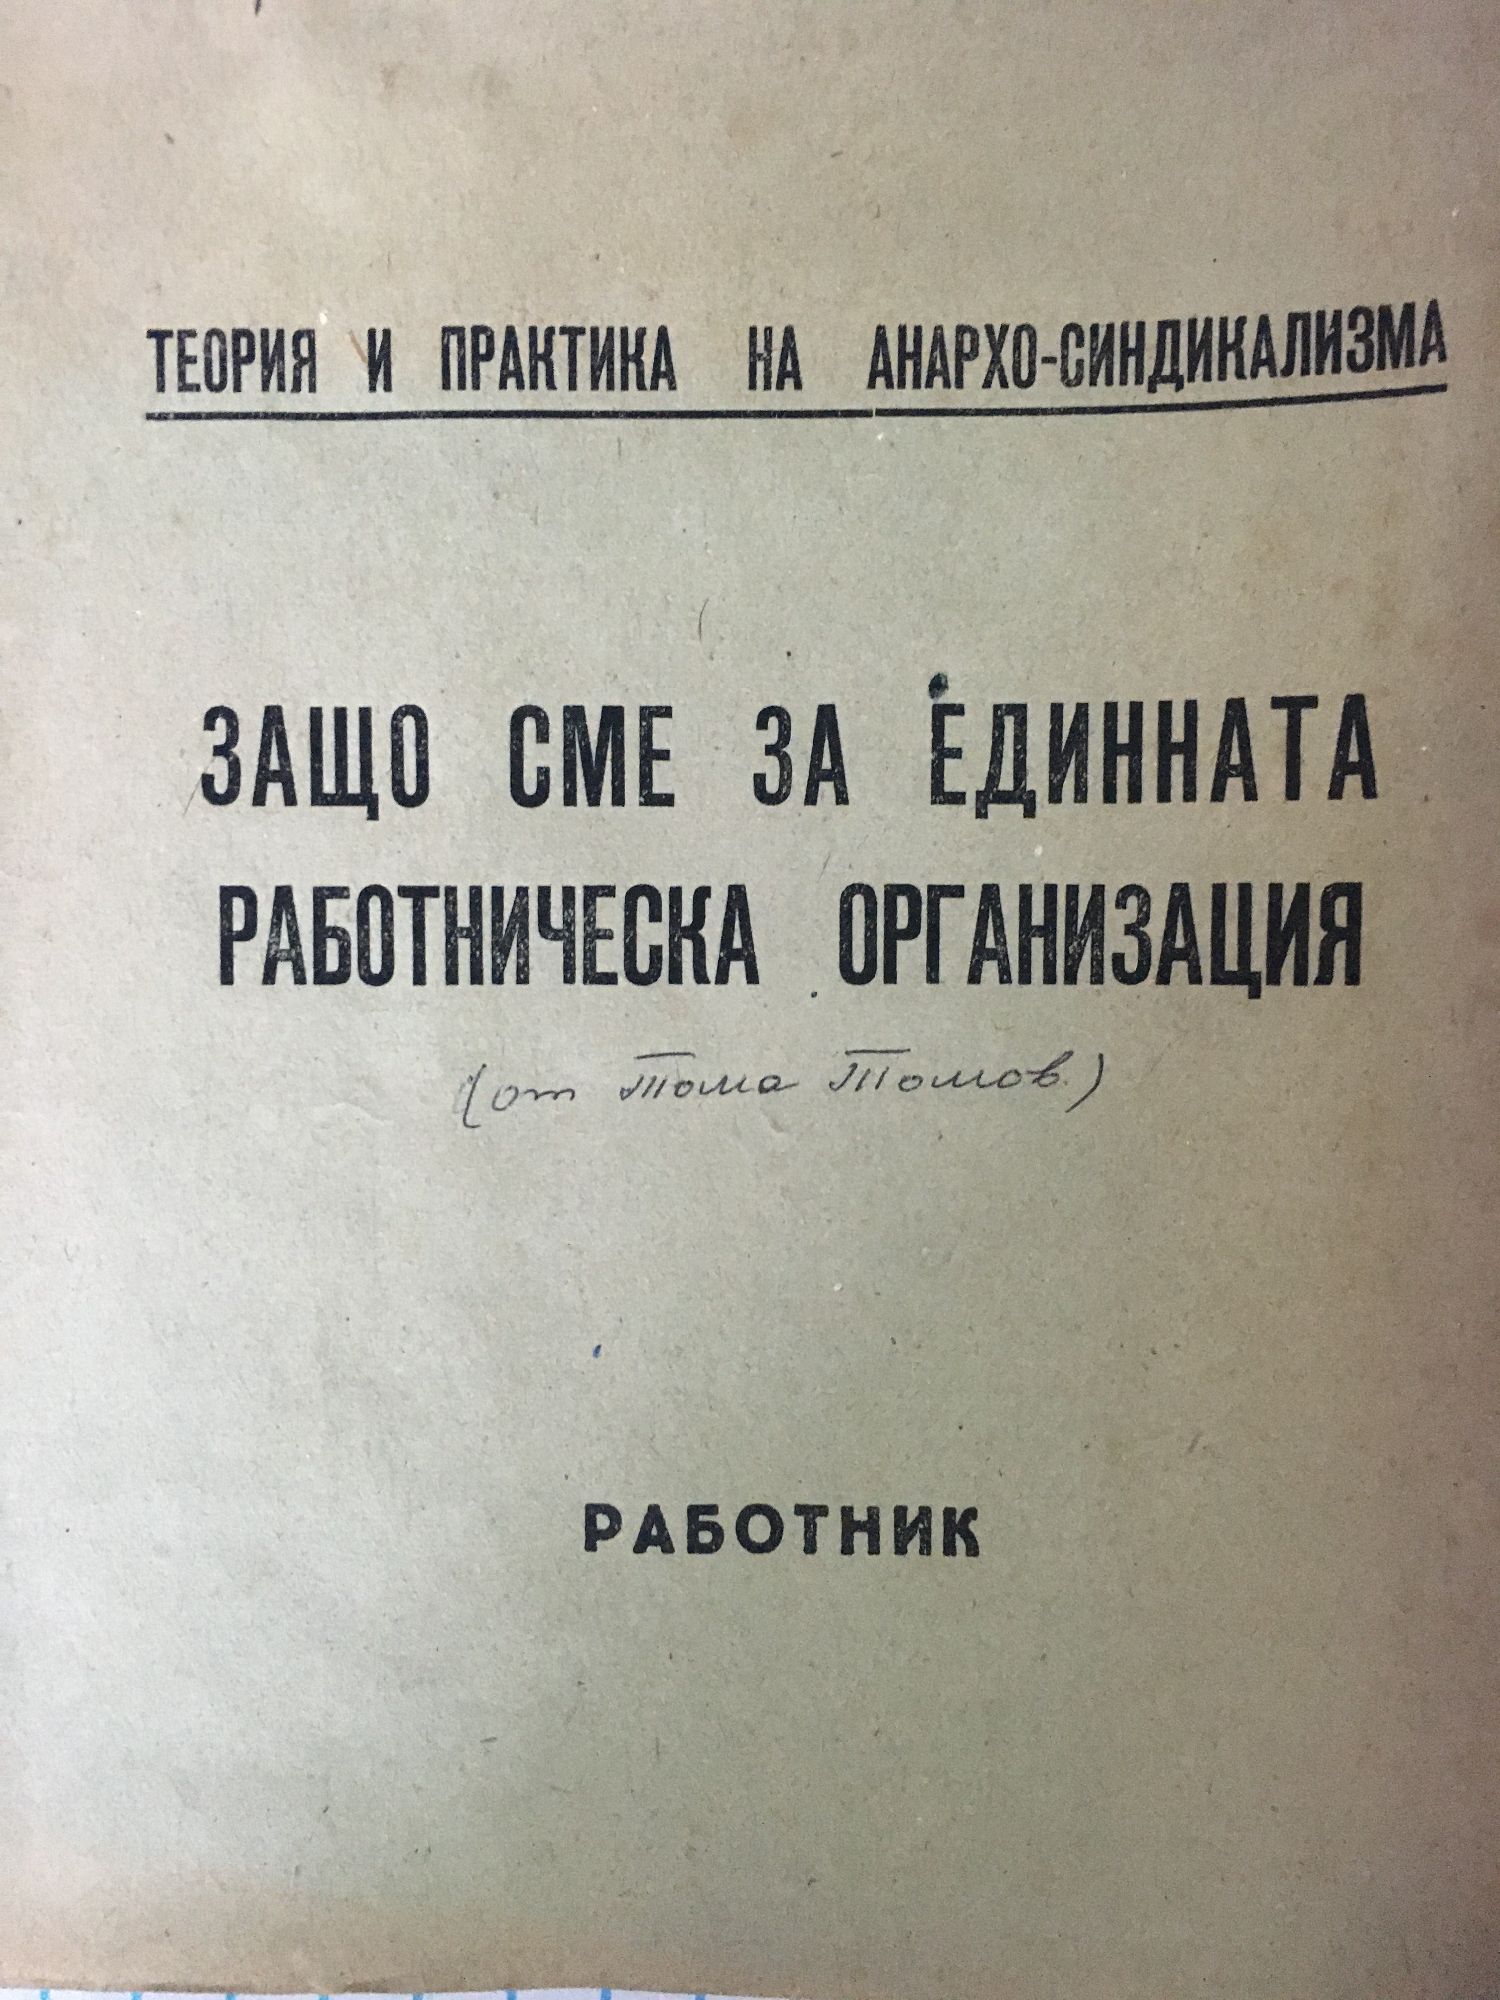 ТЕОРИЯ И ПРАКТИКА НА АНАРХО-СИНДИКАЛИЗМА
ЗАЩО СМЕ ЗА ЕДИННАТА
РАБОТНИЧЕСКА ОРГАНИЗАЦИЯ
(от Тома Томов.)
РАБОТНИК